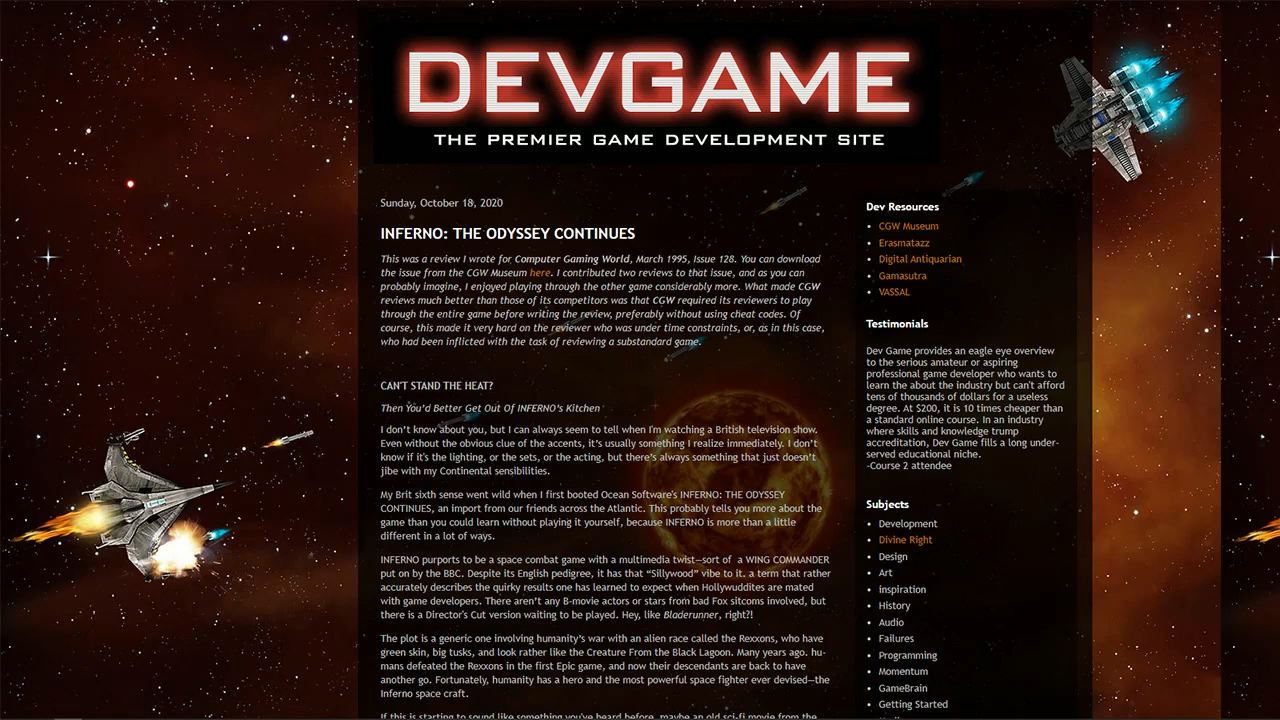 DEVGAME
THE PREMIER GAME DEVELOPMENT SITE
Sunday, October 18, 2020
INFERNO: THE ODYSSEY CONTINUES
This was a review I wrote for Computer Gaming World, March 1995, Issue 128. You can download
the issue from the CGW Museum here. I contributed two reviews to that issue, and as you can
probably imagine, I enjoyed playing through the other game considerably more. What made CGW
reviews much better than those of its competitors was that CGW required its reviewers to play
through the entire game before writing the review, preferably without using cheat codes. Of
course, this made it very hard on the reviewer who was under time constraints, or, as in this case,
who had been inflicted with the task of reviewing a substandard game.
CAN'T STAND THE HEAT?
Then You'd Better Get Out Of INFERNO's Kitchen
I don't know about you, but I can always seem to tell when I'm watching a British television show.
Even without the obvious clue of the accents, it's usually something I realize immediately. I don't
know if it's the lighting, or the sets, or the acting, but there's always something that just doesn't
jibe with my Continental sensibilities.
My Brit sixth sense went wild when I first booted Ocean Software's INFERNO: THE ODYSSEY
CONTINUES, an import from our friends across the Atlantic. This probably tells you more about the
game than you could learn without playing it yourself, because INFERNO is more than a little
different in a lot of ways.
INFERNO purports to be a space combat game with a multimedia twist—sort of  a WING COMMANDER
put on by the BBC. Despite its English pedigree, it has that “Sillywood” vibe to it. a term that rather
accurately describes the quirky results one has learned to expect when Hollywuddites are mated
with game developers. There aren't any B-movie actors or stars from bad Fox sitcoms involved, but
there is a Director's Cut version waiting to be played. Hey, like Bladerunner, right?!
The plot is a generic one involving humanity's war with an alien race called the Rexxons, who have
green skin, big tusks, and look rather like the Creature From the Black Lagoon. Many years ago. hu-
mans defeated the Rexxons in the first Epic game, and now their descendants are back to have
another go. Fortunately, humanity has a hero and the most powerful space fighter ever devised—the
Inferno space craft.
If this is starting to sound like something you've heard before, maybe an old sci-fi movie from the
Dev Resources
CGW Museum
Erasmatazz
Digital Antiquarian
Gamasutra
VASSAL
Testimonials
Dev Game provides an eagle eye overview
to the serious amateur or aspiring
professional game developer who wants to
learn the about the industry but can't afford
tens of thousands of dollars for a useless
degree. At $200, it is 10 times cheaper than
a standard online course. In an industry
where skills and knowledge trump
accreditation, Dev Game fills a long under-
served educational niche.
-Course 2 attendee
Subjects
Development
Divine Right
Design
Art
inspiration
History
Audio
Failures
Programming
Momentum
GameBrain
Getting Started